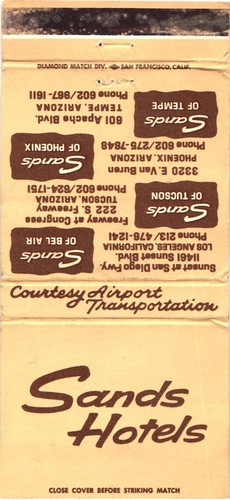 DIAMOND MATCH DIV. SAN FRANCISCO, CALIF.
Sands
Hotels
CLOSE COVER BEFORE STRIKING MATCH
Courtesy Airport
Transportation
Sands
OF BEL AIR
Sunset at San Diego Fwy.
11461 Sunset Blvd.
LOS ANGELES, CALIFORNIA
Phone 213/476-1241
Sands
OF TUCSON
Freeway at Congress
222 S. Freeway
TUCSON, ARIZONA
Phone 602/624-1751
Sands
OF PHOENIX
3320 E. Van Buren
PHOENIX, ARIZONA
Phone 602/275-7848
Sands
OF TEMPE
601 Apache Blvd.
TEMPE, ARIZONA
Phone 602/967-1611